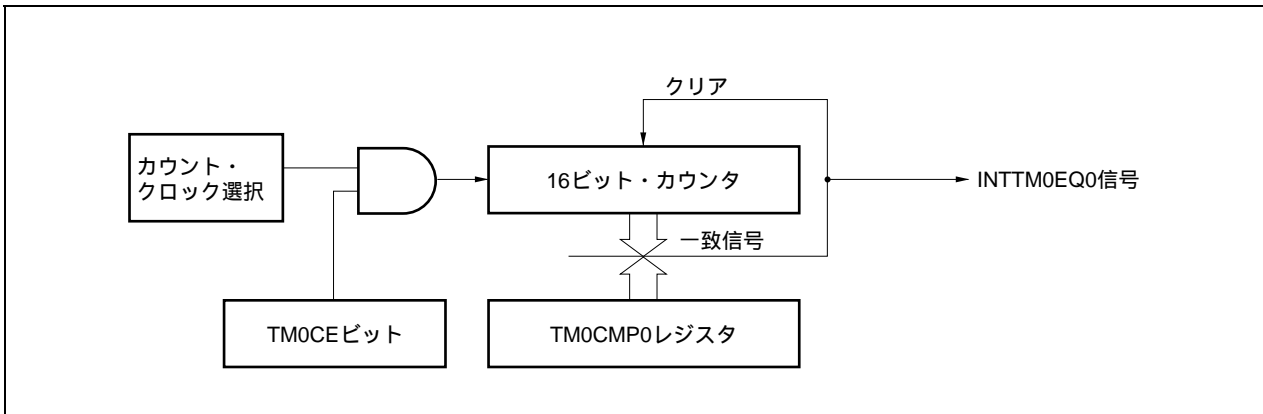 クリア
カウント・
クロック選択
16ビット・カウンタ
INTTM0EQ0信号
一致信号
TM0CEビット
TM0CMP0レジスタ